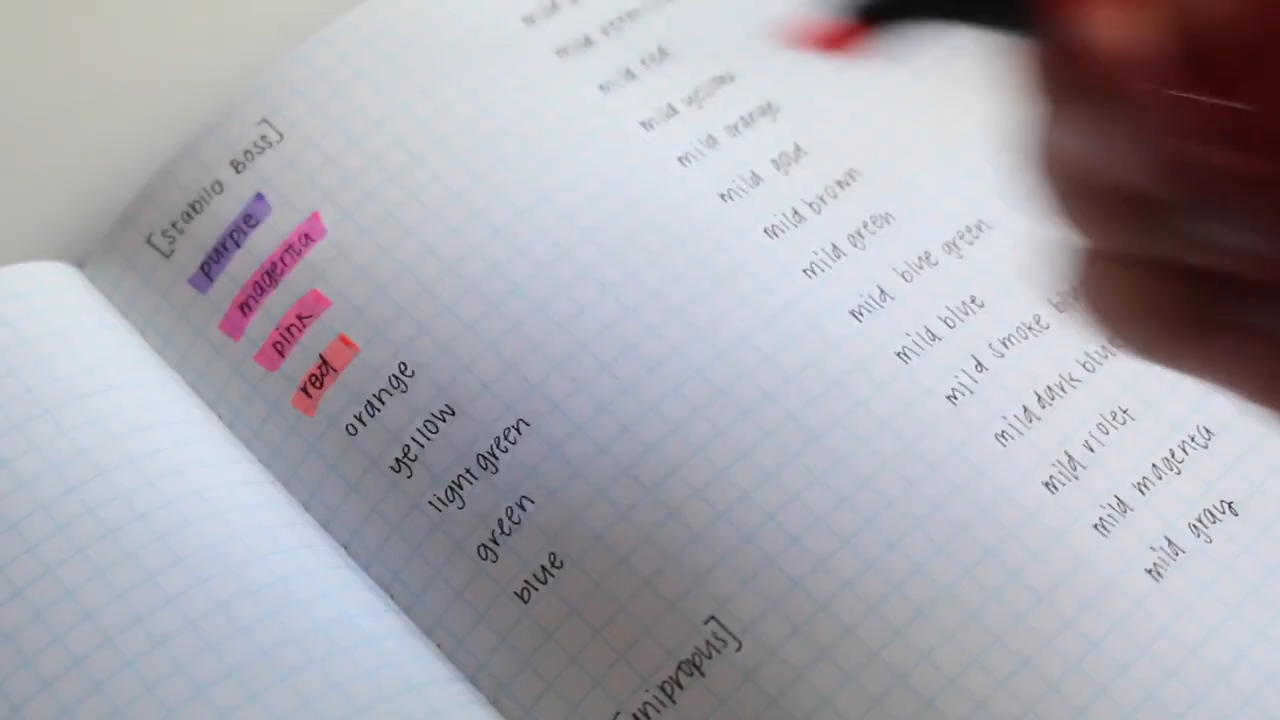 [stabilo BOSS]
purple
magenta
pink
red
orange
yellow
light green
green
blue
unipropus]
mild
mild
mild red
mild yellow
mild orange
mild gold
mild brown
mild green
mild blue green
mild blue
mild smoke
mild dark blue
mild violet
mild magenta
mild gray